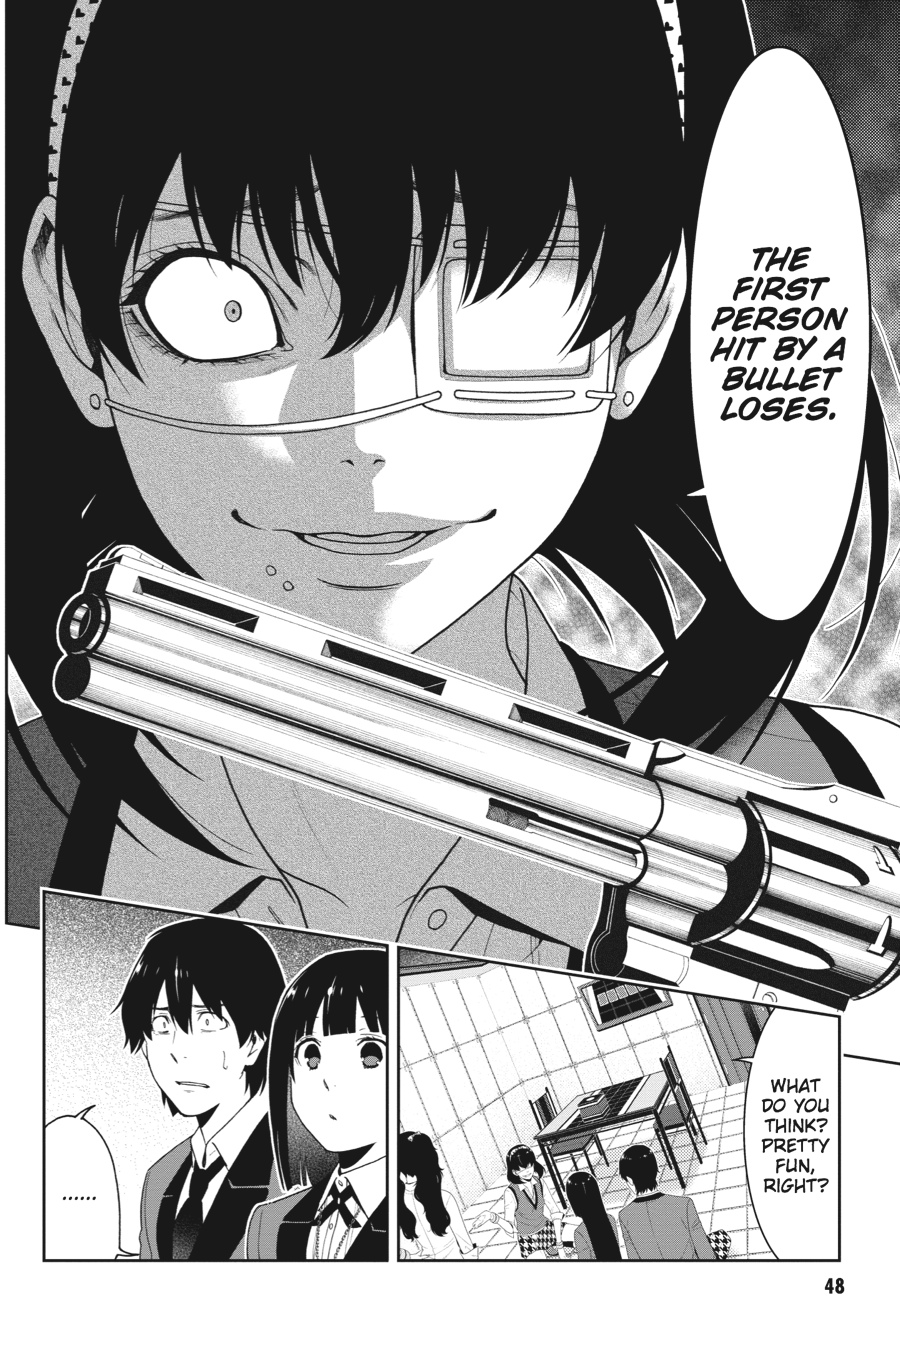 THE
FIRST
PERSON
HIT BY A
BULLET
LOSES.
......
WHAT
DO YOU
THINK?
PRETTY
FUN,
RIGHT?
48